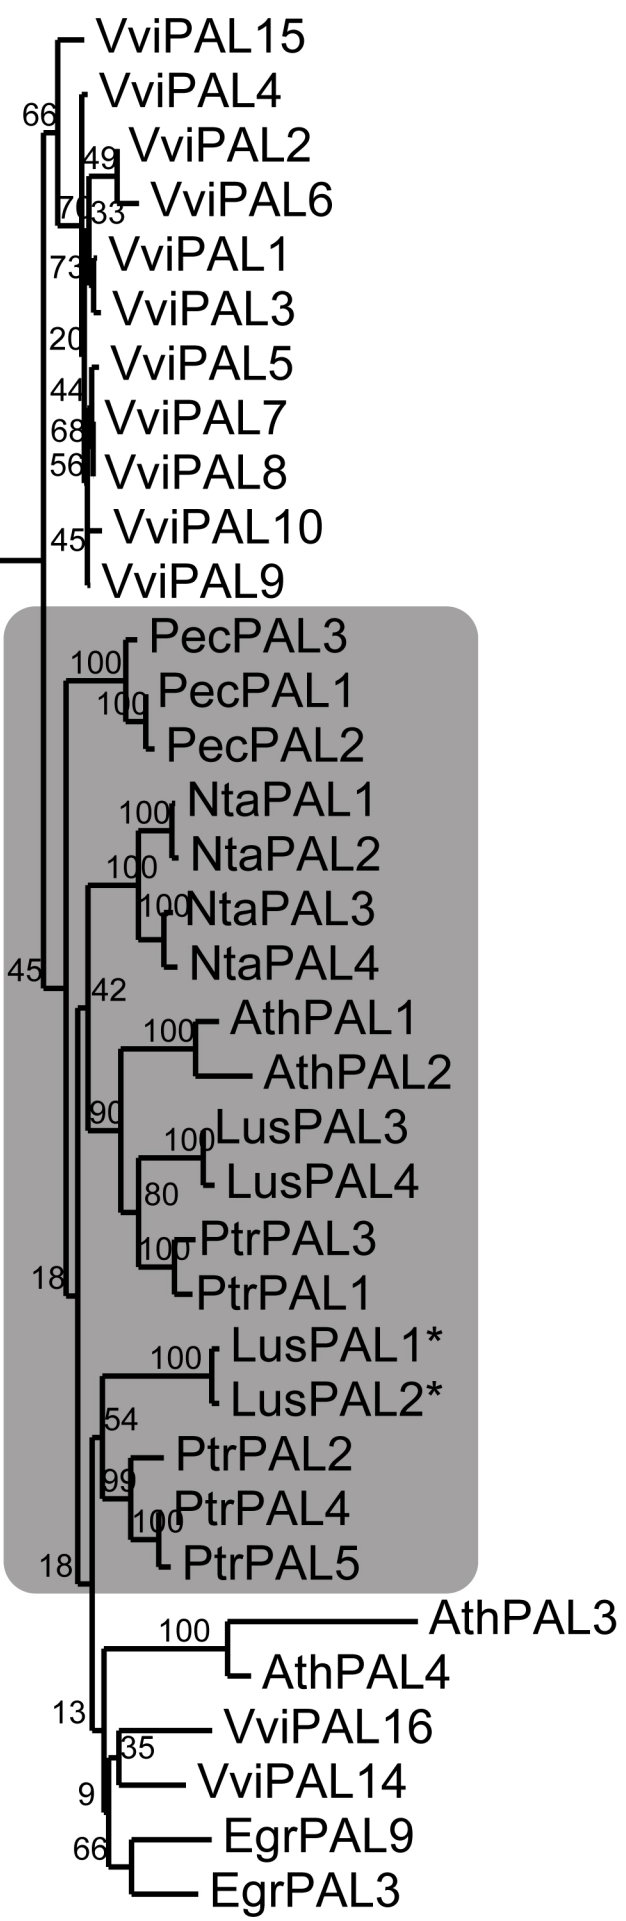 VviPAL15
VviPAL4
66
VviPAL2
49
VviPAL6
70
33
VviPAL1
73
VviPAL3
20
VviPAL5
44
VviPAL7
68
56
VviPAL8
VviPAL10
45
VviPAL9
PecPAL3
100
PecPAL1
100
PecPAL2
NtaPAL1
100
NtaPAL2
100
NtaPAL3
100
NtaPAL4
45
42
AthPAL1
100
AthPAL2
90
LusPAL3
100
LusPAL4
80
PtrPAL3
100
18
PtrPAL1
LusPAL1*
100
LusPAL2*
54
PtrPAL2
99
PtrPAL4
100
PtrPAL5
18
AthPAL3
100
AthPAL4
13
VviPAL16
35
VviPAL14
9
EgrPAL9
66
EgrPAL3